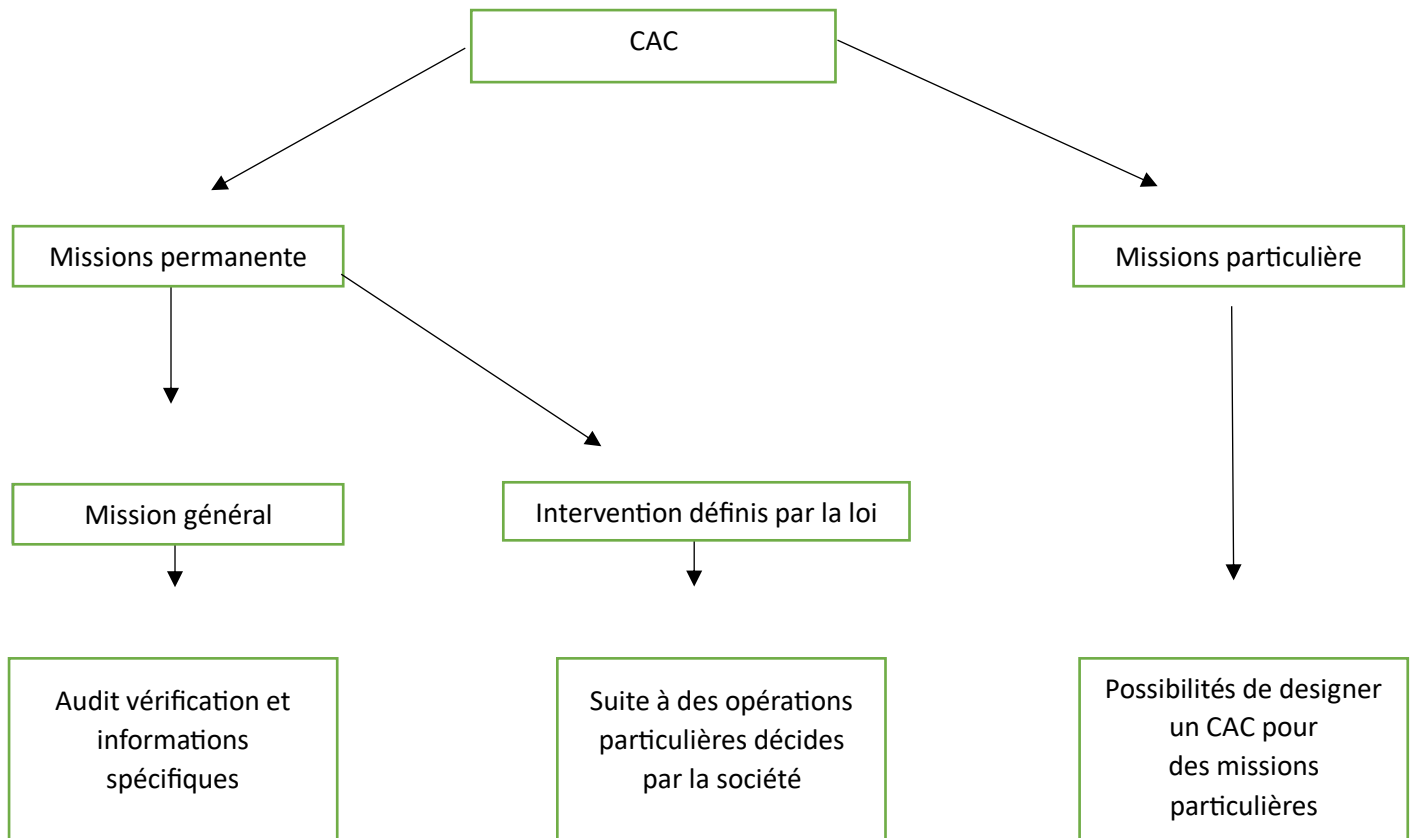 CAC
Missions permanente
Missions particulière
Mission général
Intervention définis par la loi
Audit vérification et
informations
spécifiques
Suite à des opérations
particulières décides
par la société
Possibilités de designer
un CAC pour
des missions
particulières